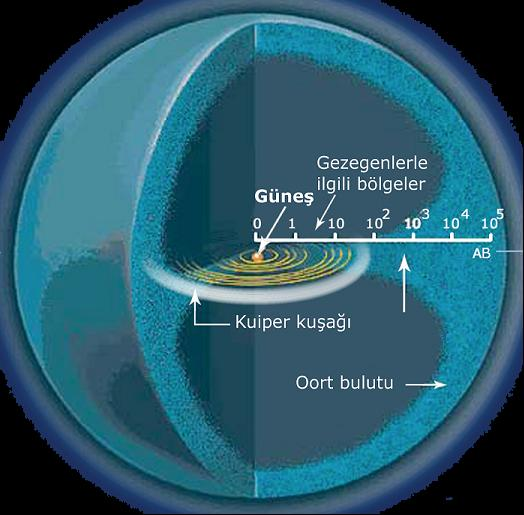 Gezegenlerle
ilgili bölgeler
Güneş
0 1 10 10² 10³ 10⁴ 10⁵
AB
Kuiper kuşağı
Oort bulutu